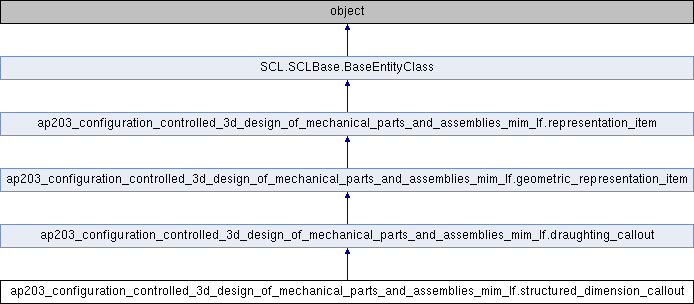 object
SCL.SCLBase.BaseEntityClass
ap203_configuration_controlled_3d_design_of_mechanical_parts_and_assemblies_mim_lf.representation_item
ap203_configuration_controlled_3d_design_of_mechanical_parts_and_assemblies_mim_lf.geometric_representation_item
ap203_configuration_controlled_3d_design_of_mechanical_parts_and_assemblies_mim_lf.draughting_callout
ap203_configuration_controlled_3d_design_of_mechanical_parts_and_assemblies_mim_lf.structured_dimension_callout